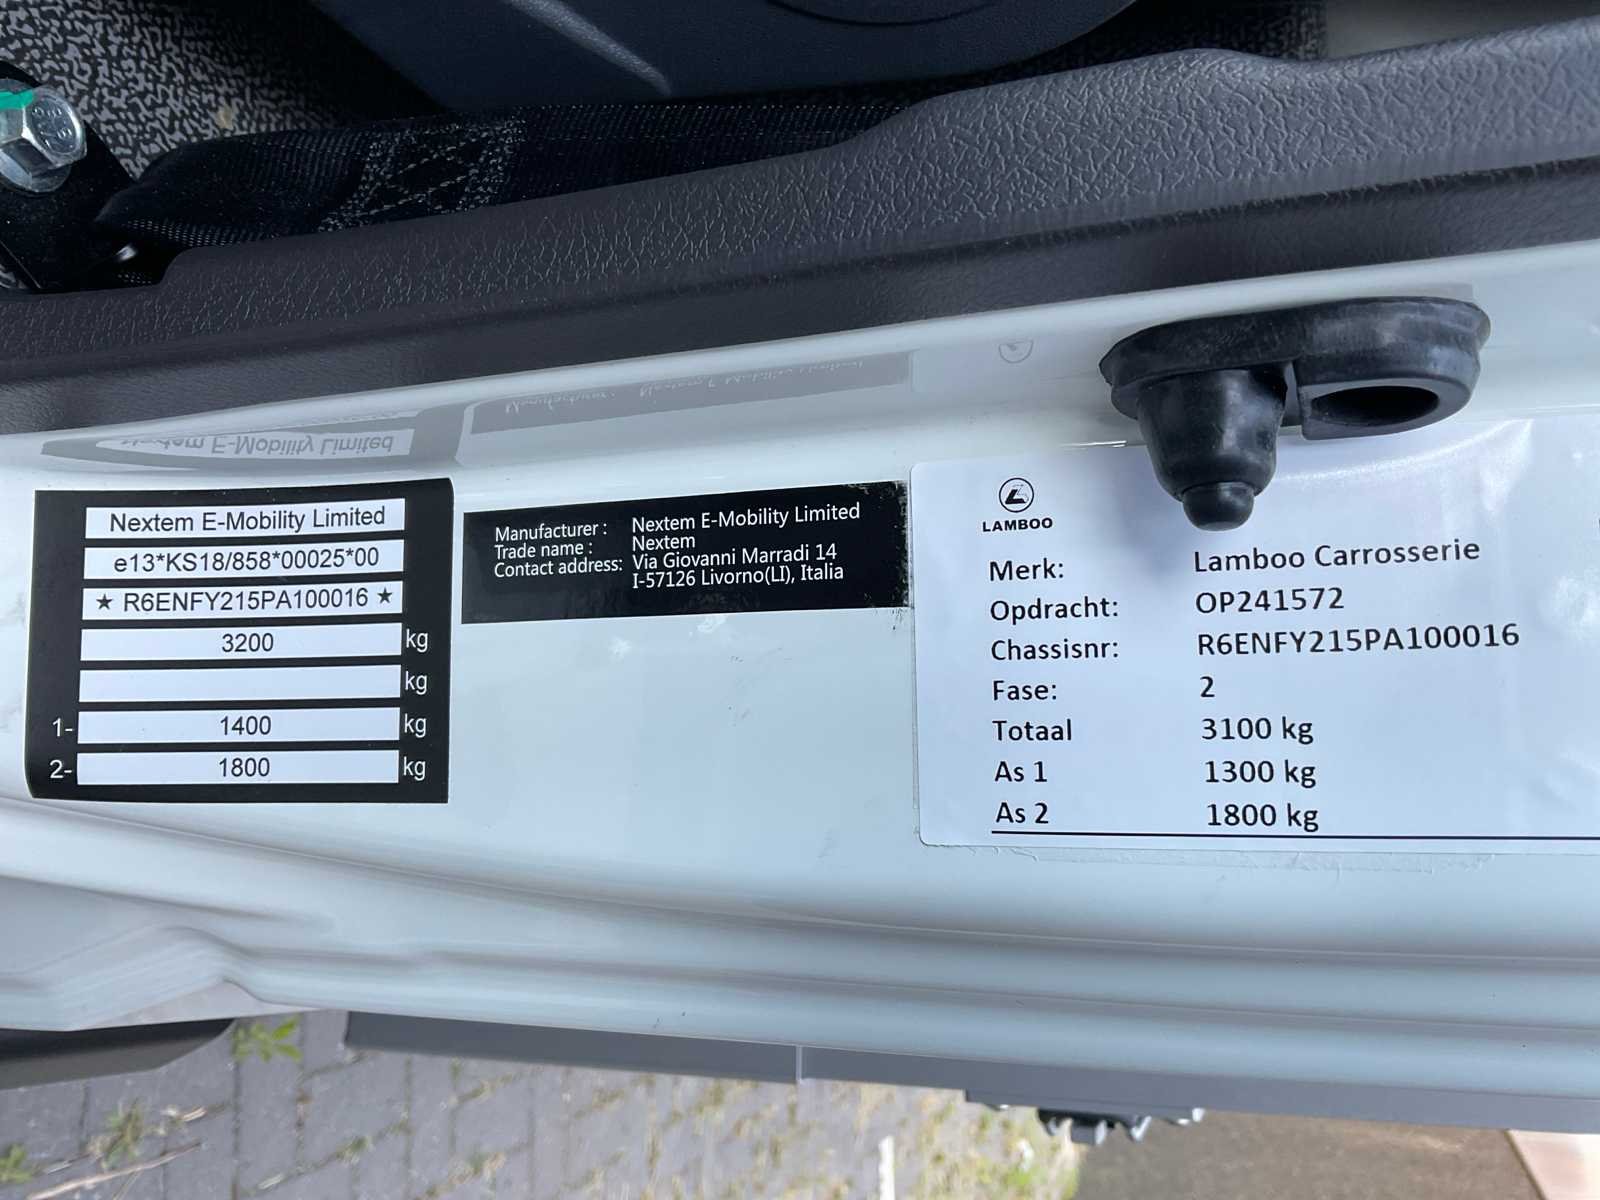 Nextem E-Mobility Limited
e13*KS18/858*00025*00
★ R6ENFY215PA100016 ★
3200 kg
kg
1- 1400 kg
2- 1800 kg
Manufacturer : Nextem E-Mobility Limited
Trade name : Nextem
Contact address: Via Giovanni Marradi 14
I-57126 Livorno(LI), Italia
LAMBOO
Merk: Lamboo Carrosserie
Opdracht: OP241572
Chassisnr: R6ENFY215PA100016
Fase: 2
Totaal 3100 kg
As 1 1300 kg
As 2 1800 kg